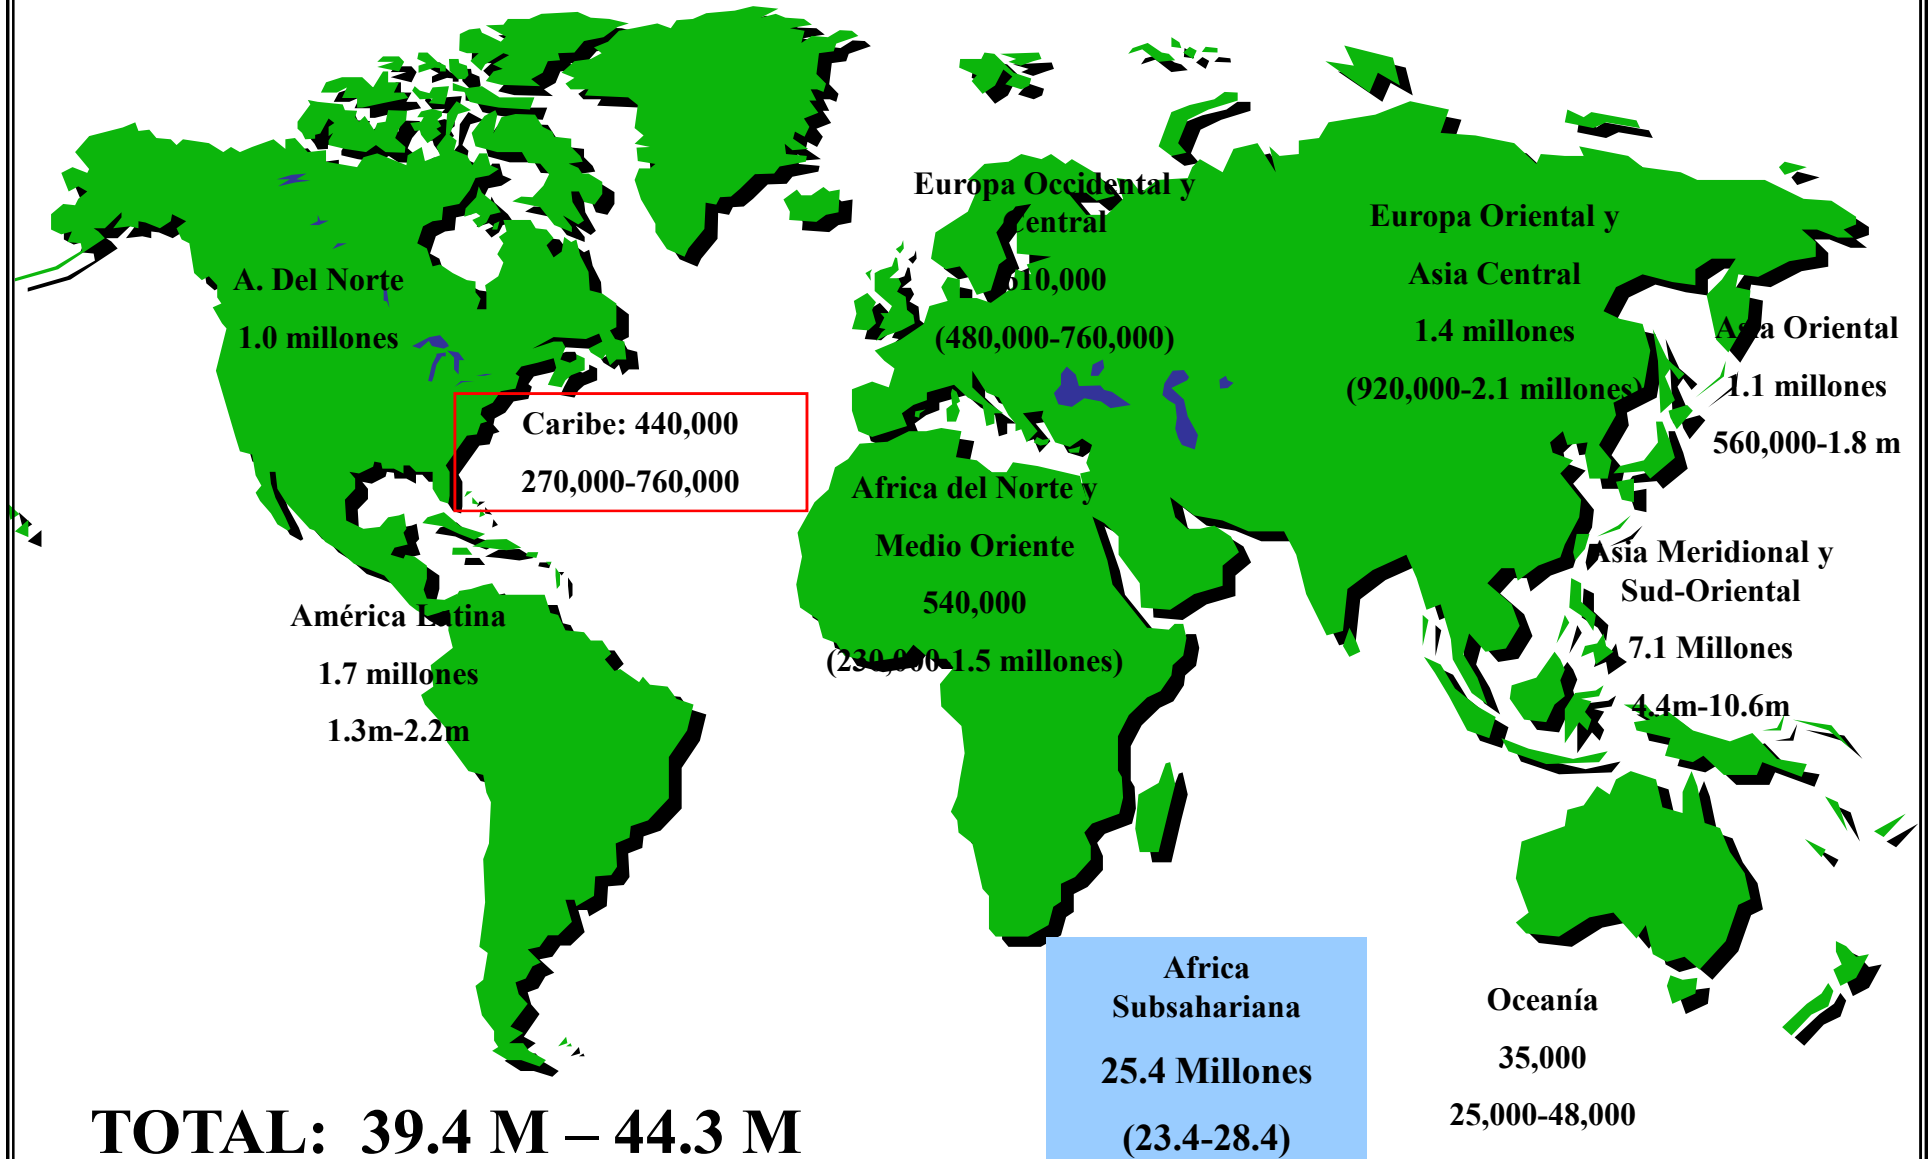 Europa Occidental y
Central
610,000
(480,000-760,000)
Europa Oriental y
Asia Central
1.4 millones
(920,000-2.1 millones)
A. Del Norte
1.0 millones
Asia Oriental
1.1 millones
560,000-1.8 m
Caribe: 440,000
270,000-760,000
Africa del Norte y
Medio Oriente
540,000
(230,000-1.5 millones)
Asia Meridional y
Sud-Oriental
7.1 Millones
4.4m-10.6m
América Latina
1.7 millones
1.3m-2.2m
Africa
Subsahariana
25.4 Millones
(23.4-28.4)
Oceanía
35,000
25,000-48,000
TOTAL: 39.4 M – 44.3 M